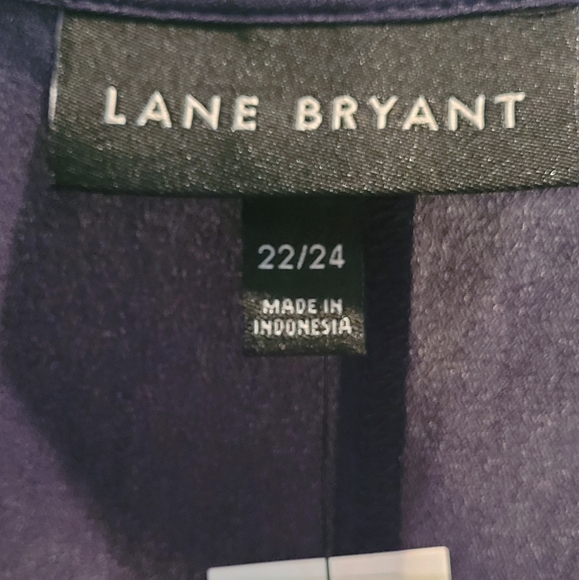 LANE BRYANT
22/24
MADE IN
INDONESIA